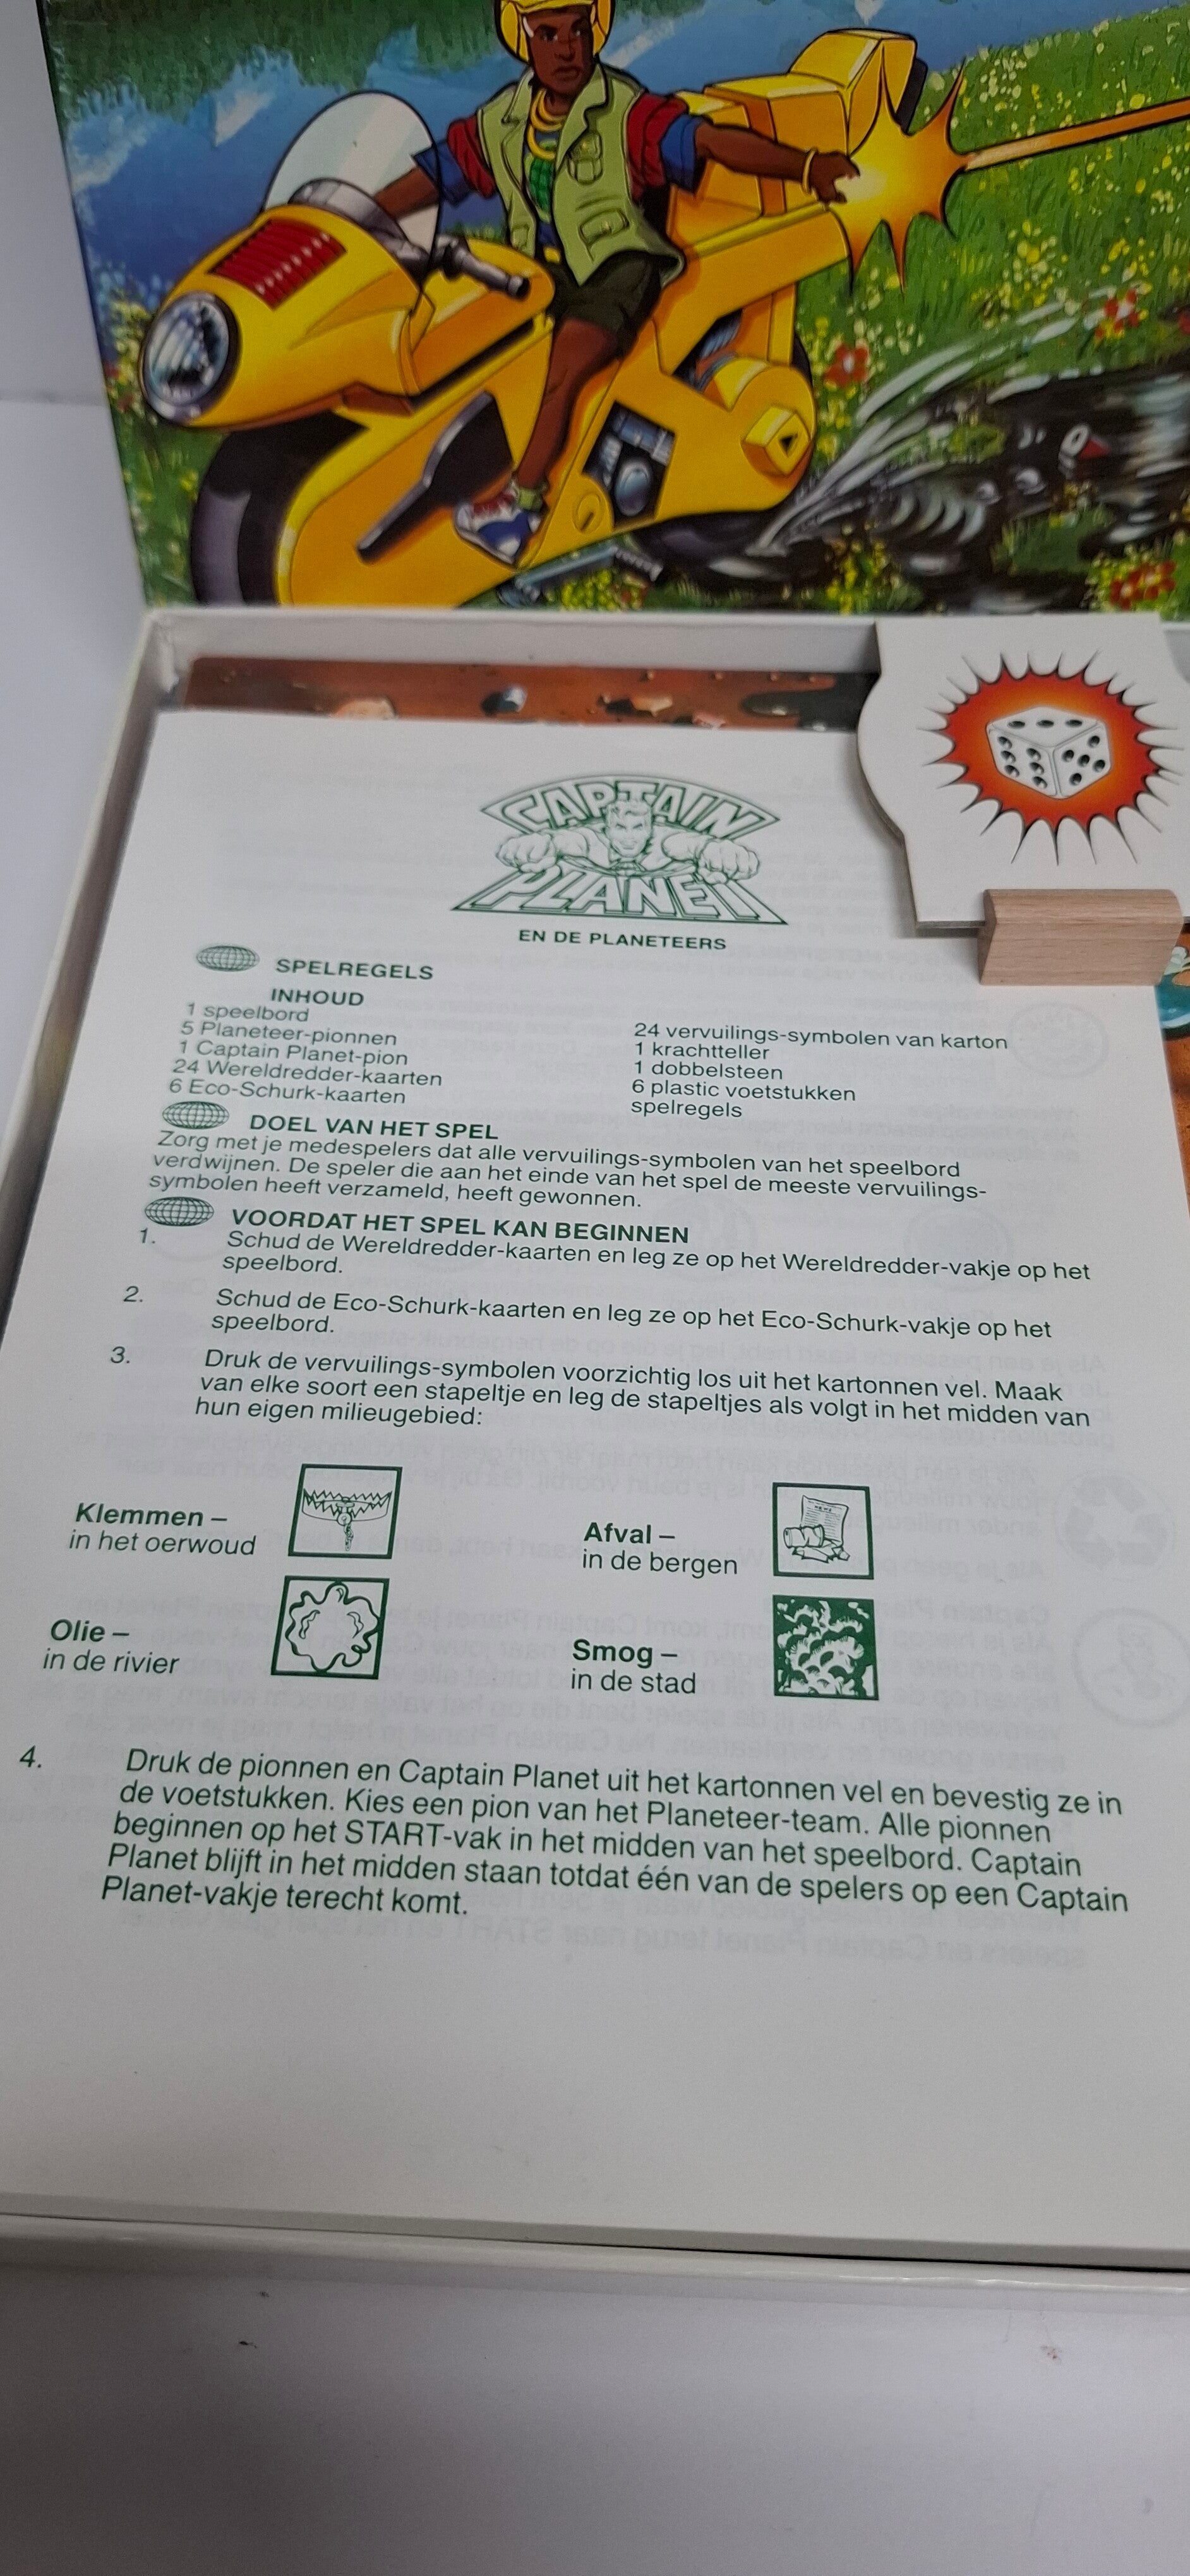 CAPTAIN
PLANET
EN DE PLANETEERS
SPELREGELS
INHOUD
1 speelbord
5 Planeteer-pionnen
1 Captain Planet-pion
24 Wereldredder-kaarten
6 Eco-Schurk-kaarten
24 vervuilings-symbolen van karton
1 krachtteller
1 dobbelsteen
6 plastic voetstukken
spelregels
DOEL VAN HET SPEL
Zorg met je medespelers dat alle vervuilings-symbolen van het speelbord
verdwijnen. De speler die aan het einde van het spel de meeste vervuilings-
symbolen heeft verzameld, heeft gewonnen.
VOORDAT HET SPEL KAN BEGINNEN
1. Schud de Wereldredder-kaarten en leg ze op het Wereldredder-vakje op het
speelbord.
2. Schud de Eco-Schurk-kaarten en leg ze op het Eco-Schurk-vakje op het
speelbord.
3. Druk de vervuilings-symbolen voorzichtig los uit het kartonnen vel. Maak
van elke soort een stapeltje en leg de stapeltjes als volgt in het midden van
hun eigen milieugebied:
Klemmen –
in het oerwoud
Afval –
in de bergen
Olie –
in de rivier
Smog –
in de stad
4. Druk de pionnen en Captain Planet uit het kartonnen vel en bevestig ze in
de voetstukken. Kies een pion van het Planeteer-team. Alle pionnen
beginnen op het START-vak in het midden van het speelbord. Captain
Planet blijft in het midden staan totdat één van de spelers op een Captain
Planet-vakje terecht komt.